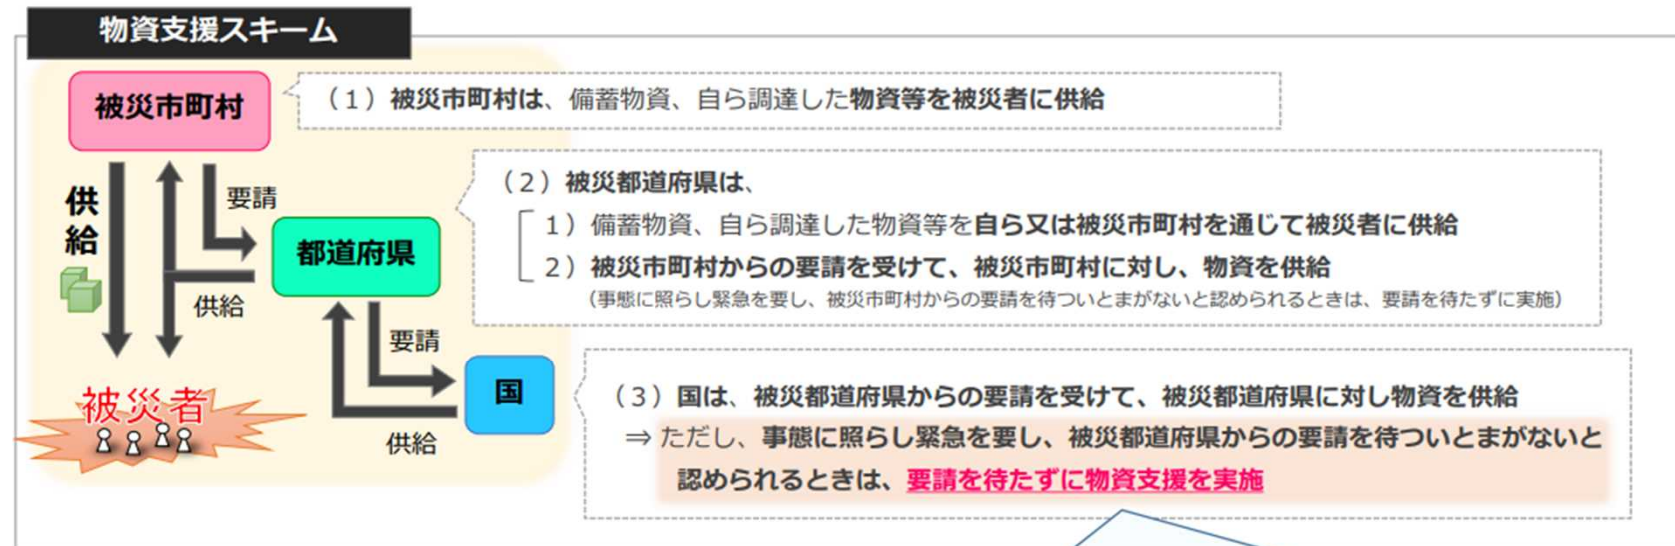 物資支援スキーム
被災市町村
（１）被災市町村は、備蓄物資、自ら調達した物資等を被災者に供給
供給
要請
都道府県
供給
（２）被災都道府県は、
１）備蓄物資、自ら調達した物資等を自ら又は被災市町村を通じて被災者に供給
２）被災市町村からの要請を受けて、被災市町村に対し、物資を供給
（事態に照らし緊急を要し、被災市町村からの要請を待ついとまがないと認められるときは、要請を待たずに実施）
要請
国
供給
被災者
（３）国は、被災都道府県からの要請を受けて、被災都道府県に対し物資を供給
⇒ ただし、事態に照らし緊急を要し、被災都道府県からの要請を待ついとまがないと
認められるときは、要請を待たずに物資支援を実施